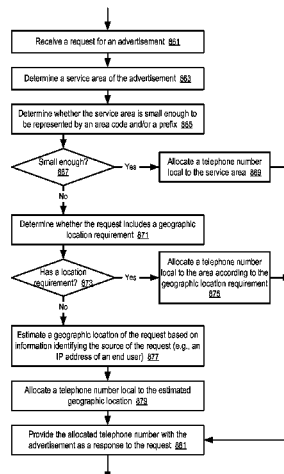 Receive a request for an advertisement 861
Determine a service area of the advertisement 863
Determine whether the service area is small enough to
be represented by an area code and/or a prefix 865
Small enough?
867
Yes
Allocate a telephone number
local to the service area 869
No
Determine whether the request includes a geographic
location requirement 871
Has a location
requirement? 873
Yes
Allocate a telephone number
local to the area according to the
geographic location requirement
875
No
Estimate a geographic location of the request based on
information identifying the source of the request (e.g., an
IP address of an end user) 877
Allocate a telephone number local to the estimated
geographic location 879
Provide the allocated telephone number with the
advertisement as a response to the request 881